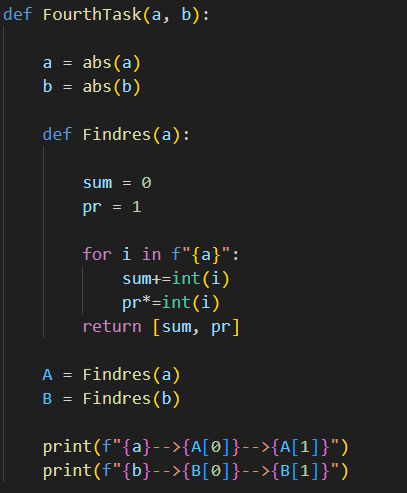 def FourthTask(a, b):
    a = abs(a)
    b = abs(b)
    def Findres(a):
        sum = 0
        pr = 1
        for i in f"{a}":
            sum+=int(i)
            pr*=int(i)
        return [sum, pr]
    A = Findres(a)
    B = Findres(b)
    print(f"{a}-->{A[0]}-->{A[1]}")
    print(f"{b}-->{B[0]}-->{B[1]}")